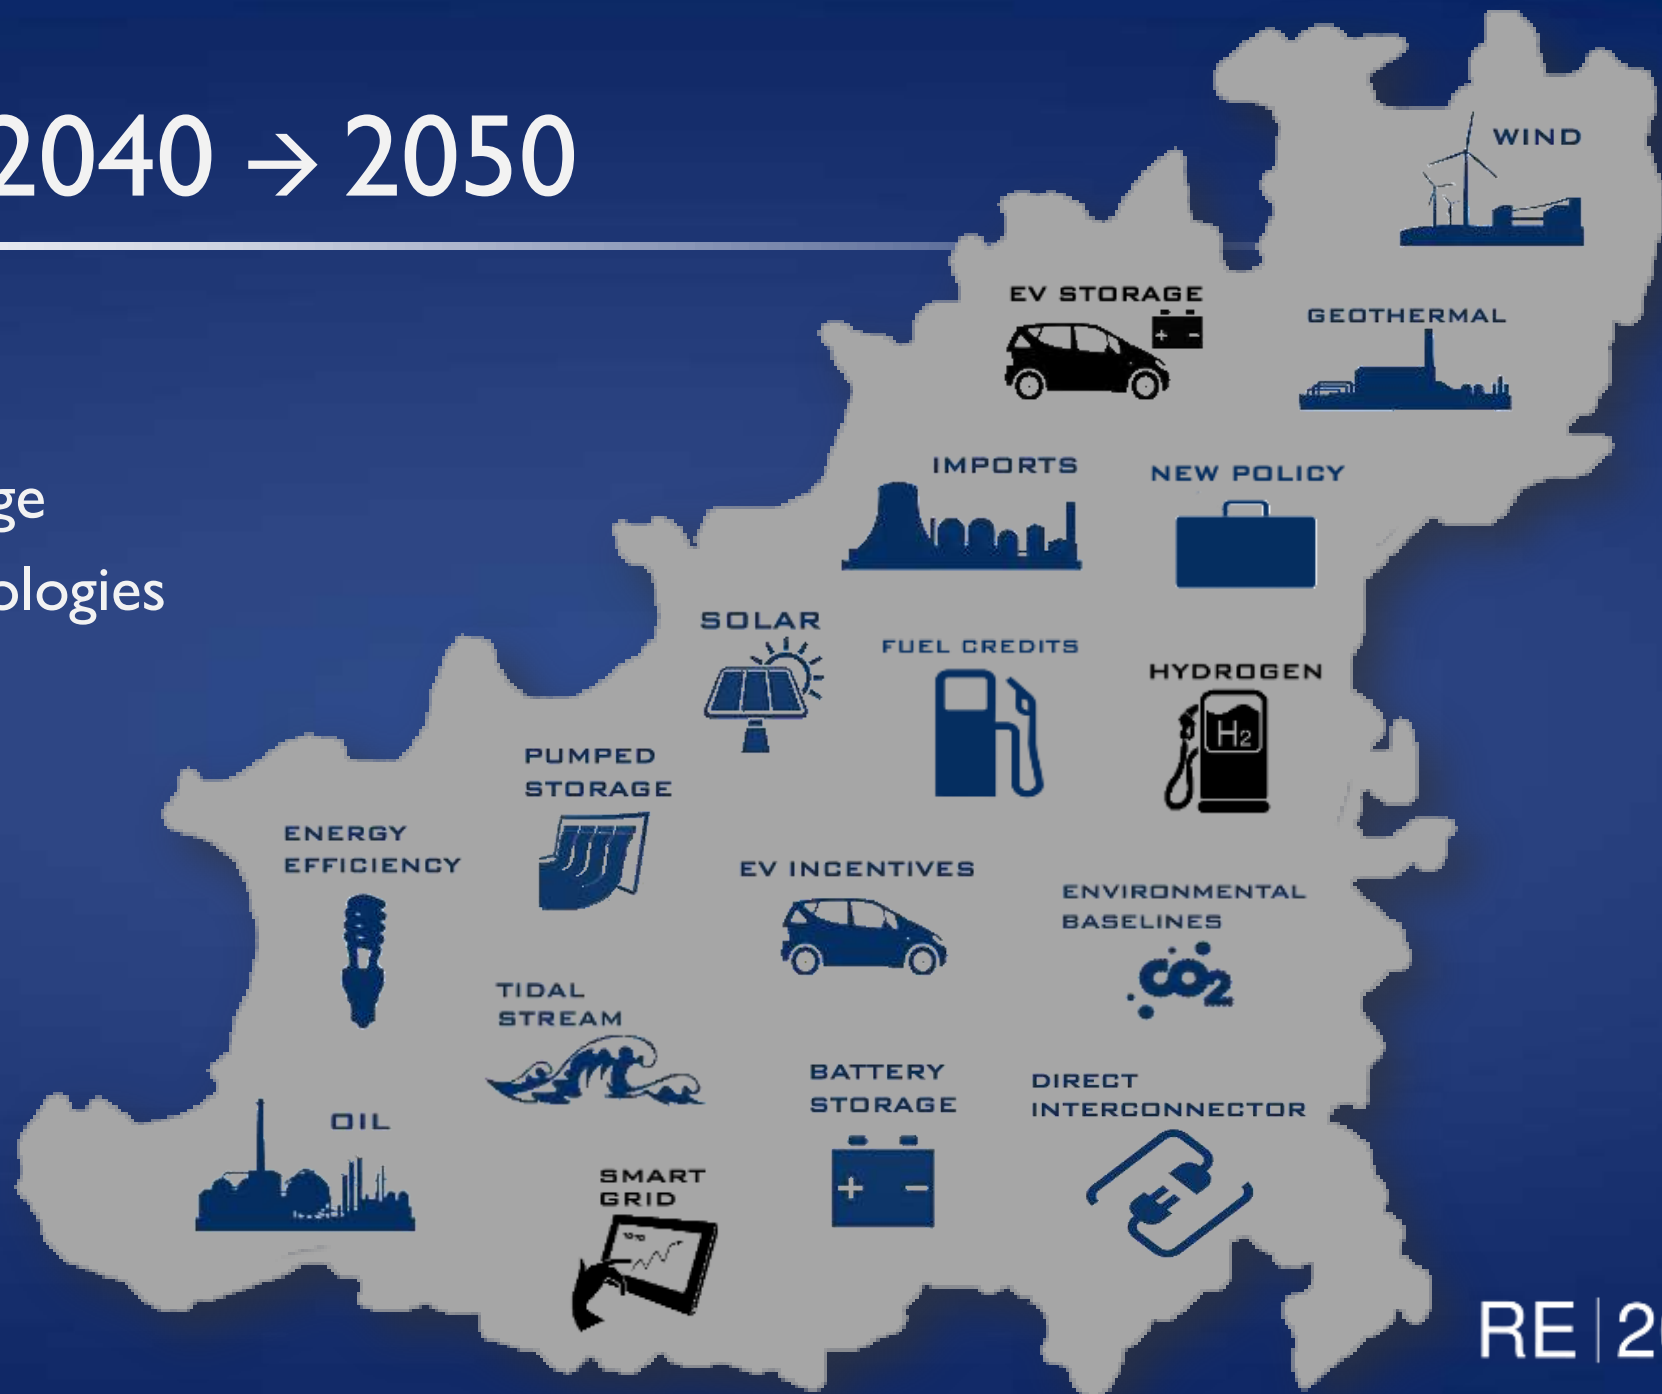 2040 → 2050
ge
ologies
WIND
EV STORAGE
+ −
GEOTHERMAL
IMPORTS
NEW POLICY
SOLAR
FUEL CREDITS
HYDROGEN
H2
PUMPED
STORAGE
ENERGY
EFFICIENCY
EV INCENTIVES
ENVIRONMENTAL
BASELINES
CO2
TIDAL
STREAM
BATTERY
STORAGE
+ −
DIRECT
INTERCONNECTOR
OIL
SMART
GRID
RE | 2